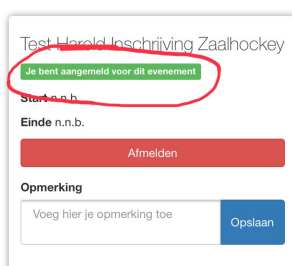 Test Harold Inschrijving Zaalhockey
Je bent aangemeld voor dit evenement
Start n.n.b.
Einde n.n.b.
Afmelden
Opmerking
Voeg hier je opmerking toe
Opslaan